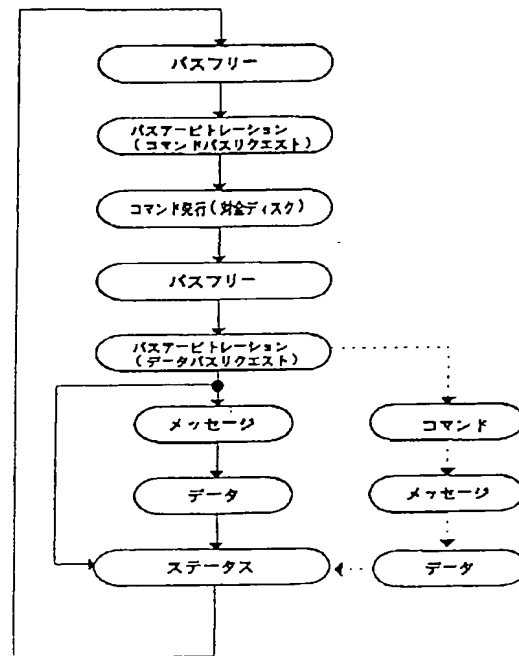 バスフリー
バスアービトレーション
(コマンドバスリクエスト)
コマンド発行(対全ディスク)
バスフリー
バスアービトレーション
(データバスリクエスト)
メッセージ
コマンド
データ
メッセージ
ステータス
データ